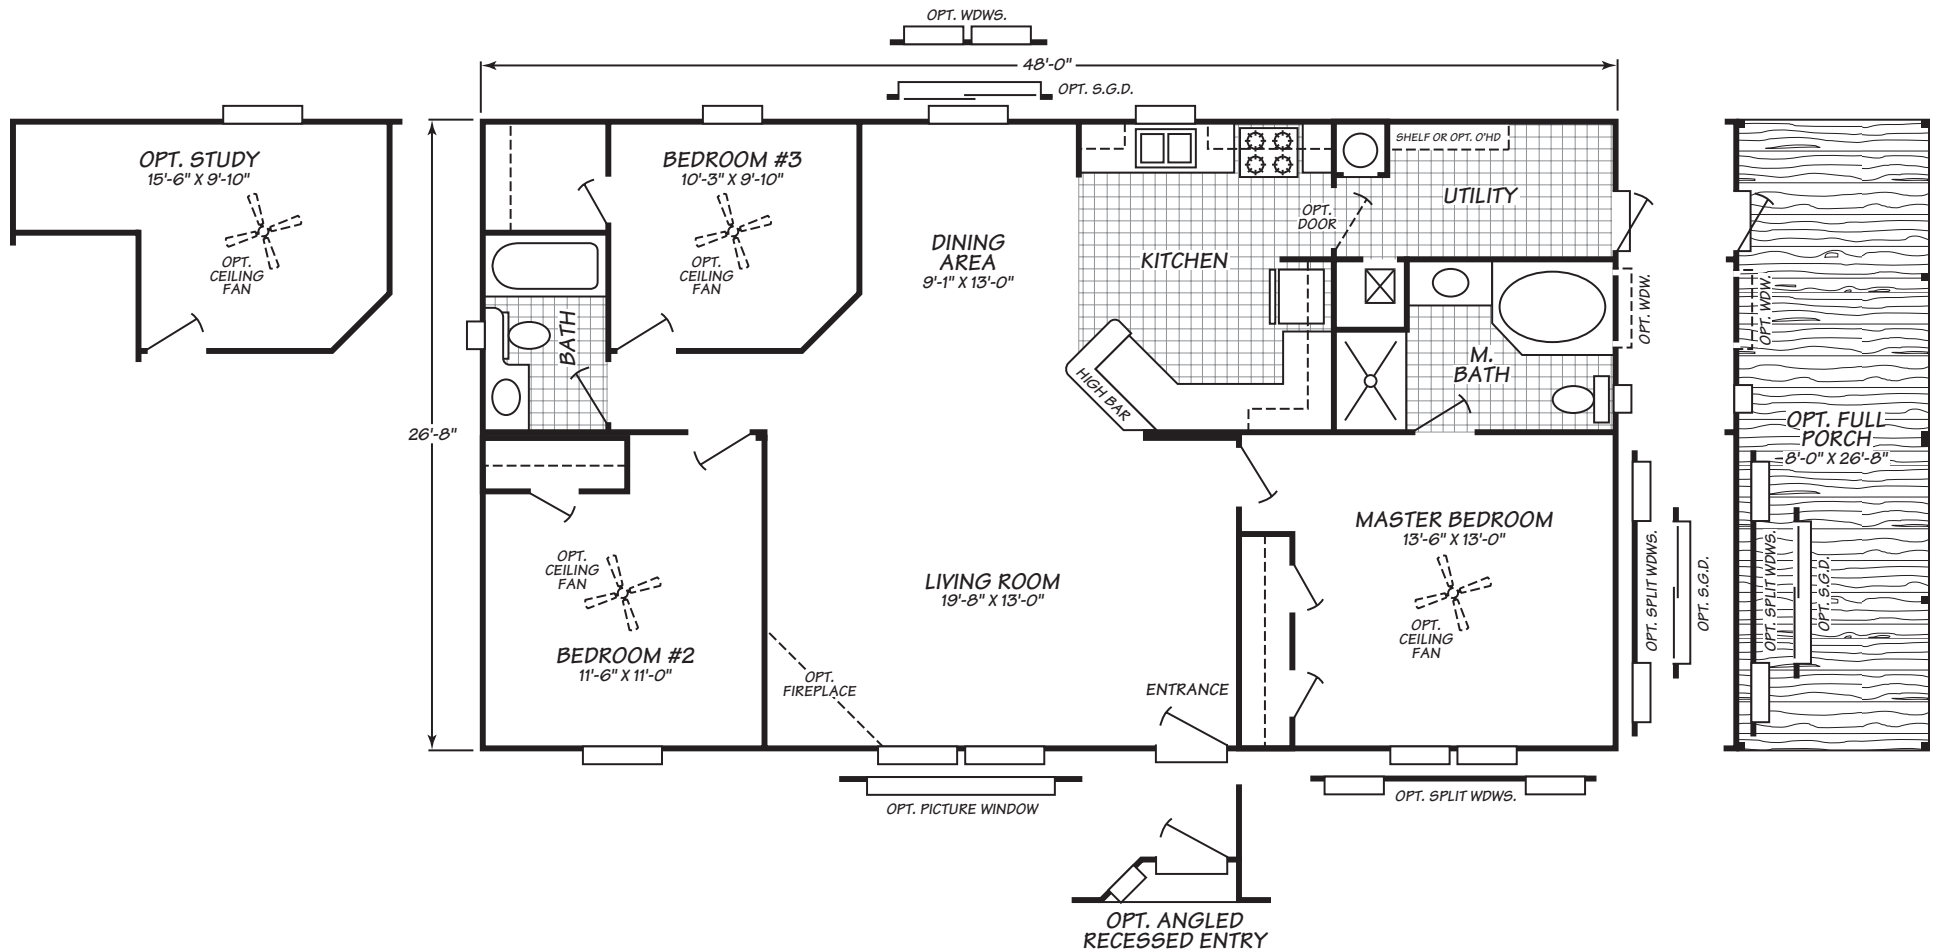 OPT. WDWS.
48'-0"
OPT. S.G.D.
OPT. STUDY
15'-6" X 9'-10"
OPT.
CEILING
FAN
BEDROOM #3
10'-3" X 9'-10"
OPT.
CEILING
FAN
DINING
AREA
9'-1" X 13'-0"
KITCHEN
OPT.
DOOR
SHELF OR OPT. O'HD
UTILITY
BATH
HIGH BAR
M.
BATH
OPT. WDW.
OPT. WDW.
26'-8"
OPT. FULL
PORCH
8'-0" X 26'-8"
OPT.
CEILING
FAN
BEDROOM #2
11'-6" X 11'-0"
LIVING ROOM
19'-8" X 13'-0"
OPT.
FIREPLACE
ENTRANCE
MASTER BEDROOM
13'-6" X 13'-0"
OPT.
CEILING
FAN
OPT. SPLIT WDWS.
OPT. S.G.D.
OPT. SPLIT WDWS.
OPT. S.G.D.
OPT. PICTURE WINDOW
OPT. SPLIT WDWS.
OPT. ANGLED
RECESSED ENTRY